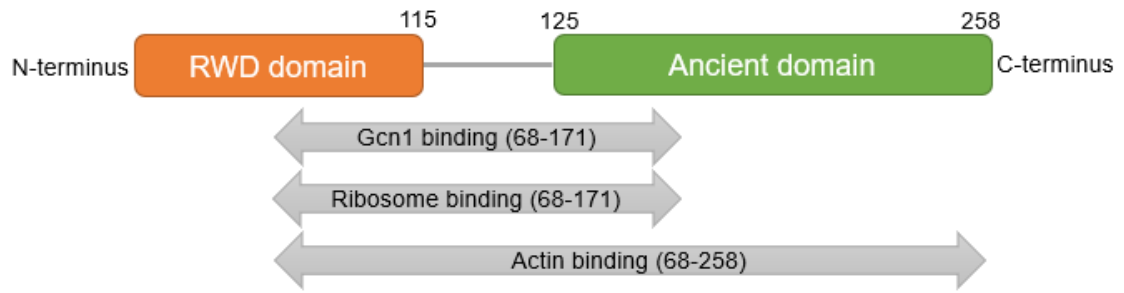 115 125 258
N-terminus RWD domain Ancient domain C-terminus
Gcn1 binding (68-171)
Ribosome binding (68-171)
Actin binding (68-258)